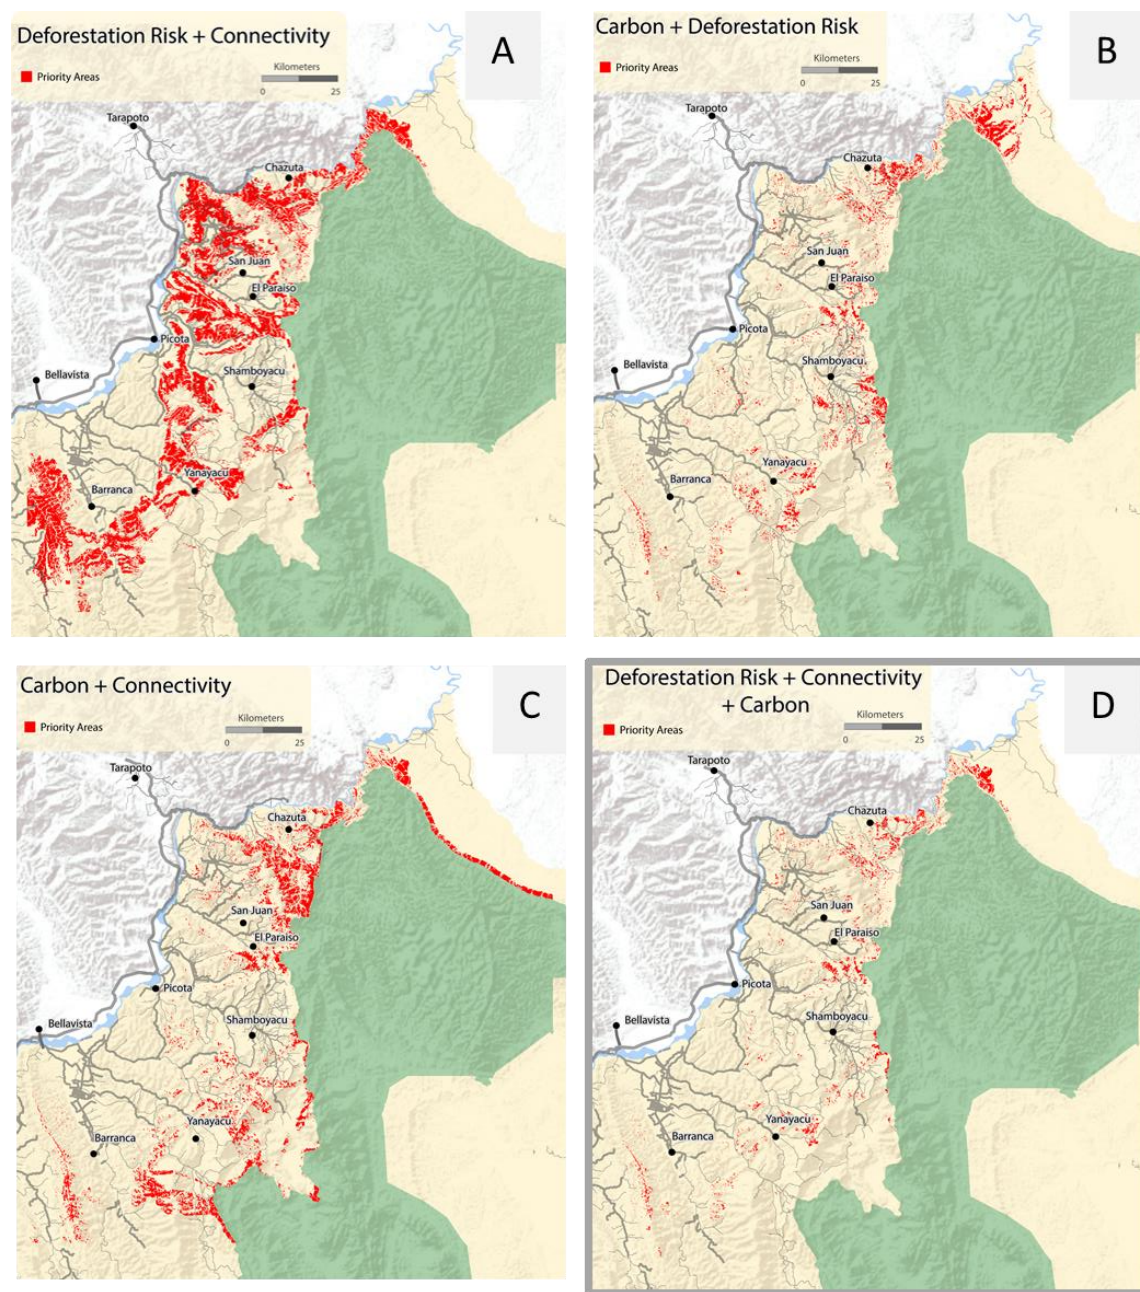 Deforestation Risk + Connectivity
A
Priority Areas
Kilometers
0 25
Tarapoto
Chazuta
San Juan
El Paraiso
Picota
Bellavista
Shamboyacu
Yanayacu
Barranca
Carbon + Deforestation Risk
B
Priority Areas
Kilometers
0 25
Tarapoto
Chazuta
San Juan
El Paraiso
Picota
Shamboyacu
Bellavista
Yanayacu
Barranca
Carbon + Connectivity
C
Priority Areas
Kilometers
0 25
Tarapoto
Chazuta
San Juan
El Paraiso
Picota
Shamboyacu
Bellavista
Yanayacu
Barranca
Deforestation Risk + Connectivity
+ Carbon
D
Priority Areas
Kilometers
0 25
Tarapoto
Chazuta
San Juan
El Paraiso
Picota
Shamboyacu
Bellavista
Yanayacu
Barranca